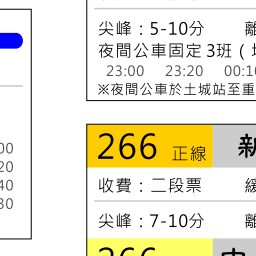 尖峰：5-10分 離
夜間公車固定 3班（
23:00 23:20 00:10
※夜間公車於土城站至重
00
20
40
30
266 正線 新
收費：二段票 緩
尖峰：7-10分 離
266